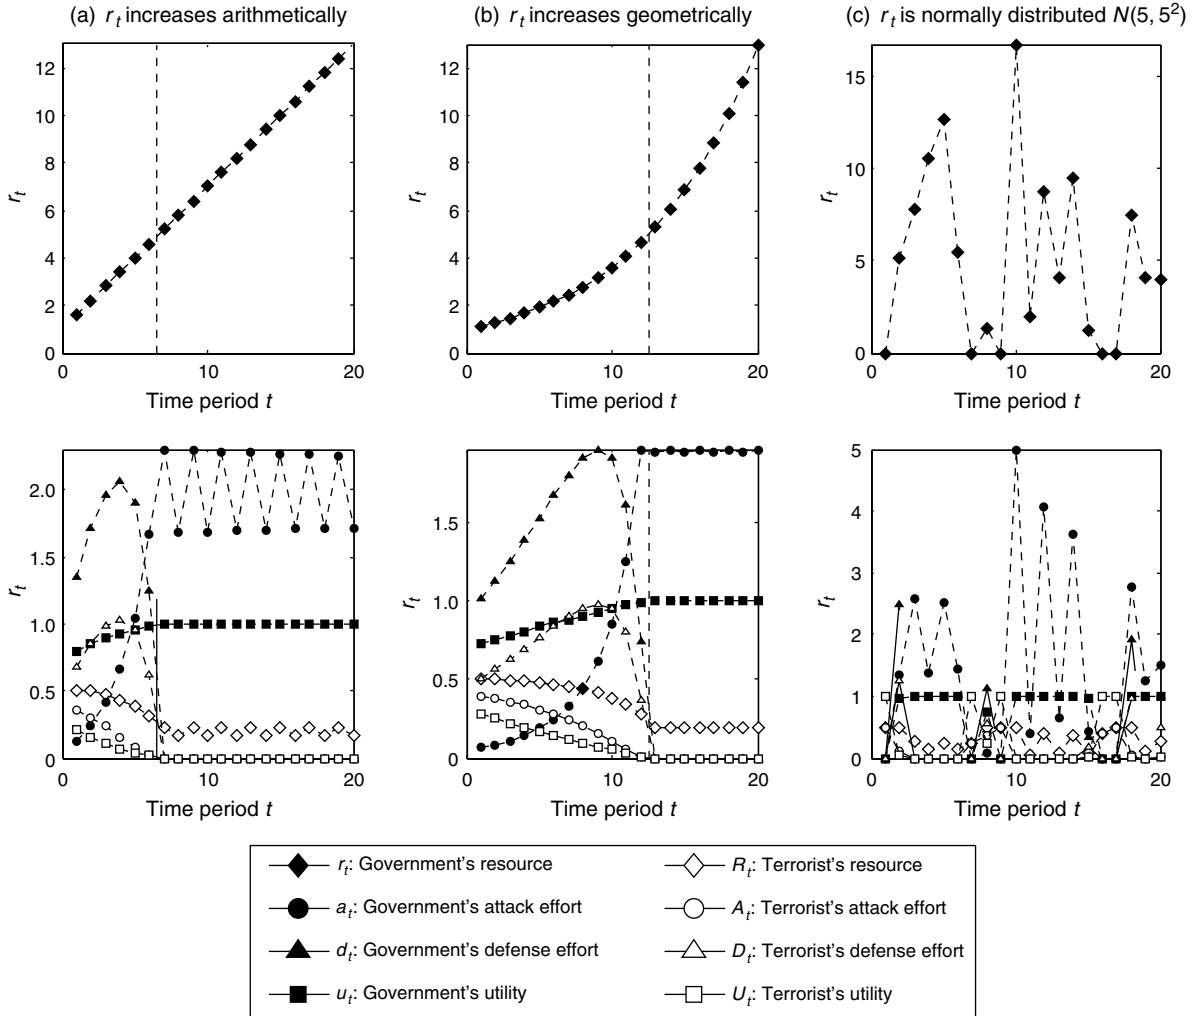 (a) r_t increases arithmetically
(b) r_t increases geometrically
(c) r_t is normally distributed N(5, 5²)
12
10
8
6
4
2
0
r_t
0 10 20
Time period t
12
10
8
6
4
2
0
r_t
0 10 20
Time period t
15
10
5
0
r_t
0 10 20
Time period t
2.0
1.5
1.0
0.5
0
r_t
0 10 20
Time period t
1.5
1.0
0.5
0
r_t
0 10 20
Time period t
5
4
3
2
1
0
r_t
0 10 20
Time period t
r_t: Government's resource
R_t: Terrorist's resource
a_t: Government's attack effort
A_t: Terrorist's attack effort
d_t: Government's defense effort
D_t: Terrorist's defense effort
u_t: Government's utility
U_t: Terrorist's utility